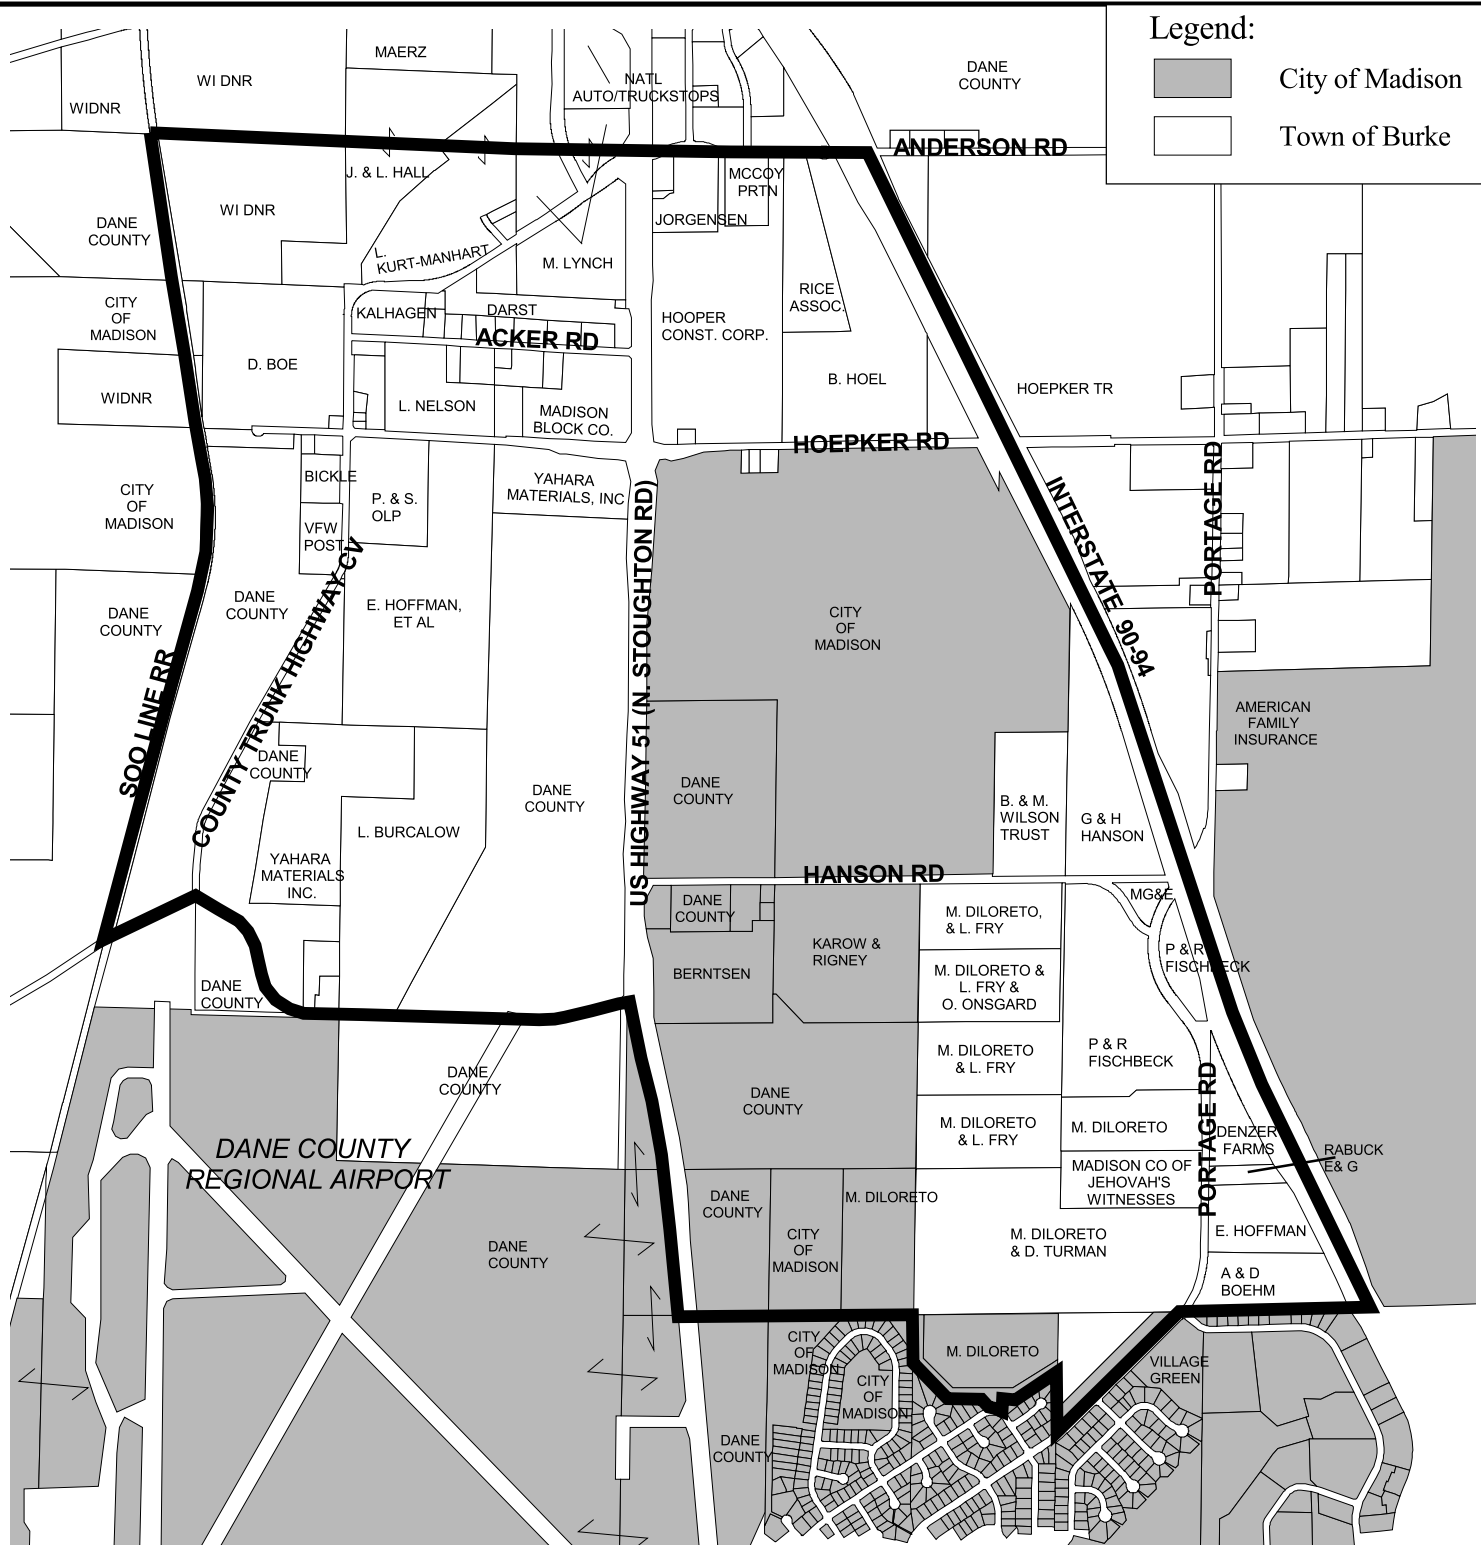 Legend:
City of Madison
Town of Burke
MAERZ
WI DNR
WIDNR
NATL
AUTO/TRUCKSTOPS
DANE
COUNTY
ANDERSON RD
J. & L. HALL
MCCOY
PRTN
WI DNR
DANE
COUNTY
JORGENSEN
L.
KURT-MANHART
M. LYNCH
CITY
OF
MADISON
KALHAGEN
DARST
RICE
ASSOC.
HOOPER
CONST. CORP.
ACKER RD
D. BOE
B. HOEL
HOEPKER TR
WIDNR
L. NELSON
MADISON
BLOCK CO.
HOEPKER RD
BICKLE
YAHARA
MATERIALS, INC
P. & S.
OLP
CITY
OF
MADISON
VFW
POST
PORTAGE RD
INTERSTATE 90-94
DANE
COUNTY
DANE
COUNTY
E. HOFFMAN,
ET AL
CITY
OF
MADISON
SOO LINE RR
COUNTY TRUNK HIGHWAY CV
US HIGHWAY 51 (N. STOUGHTON RD)
AMERICAN
FAMILY
INSURANCE
DANE
COUNTY
DANE
COUNTY
DANE
COUNTY
B. & M.
WILSON
TRUST
G & H
HANSON
L. BURCALOW
YAHARA
MATERIALS
INC.
HANSON RD
MG&E
DANE
COUNTY
M. DILORETO,
& L. FRY
KAROW &
RIGNEY
P & R
FISCHBECK
BERNTSEN
M. DILORETO &
L. FRY &
O. ONSGARD
DANE
COUNTY
M. DILORETO
& L. FRY
P & R
FISCHBECK
DANE
COUNTY
DANE
COUNTY
PORTAGE RD
M. DILORETO
& L. FRY
M. DILORETO
DENZER
FARMS
RABUCK
E& G
DANE COUNTY
REGIONAL AIRPORT
MADISON CO OF
JEHOVAH'S
WITNESSES
DANE
COUNTY
M. DILORETO
CITY
OF
MADISON
M. DILORETO
& D. TURMAN
E. HOFFMAN
DANE
COUNTY
A & D
BOEHM
CITY
OF
MADISON
M. DILORETO
VILLAGE
GREEN
CITY
OF
MADISON
DANE
COUNTY